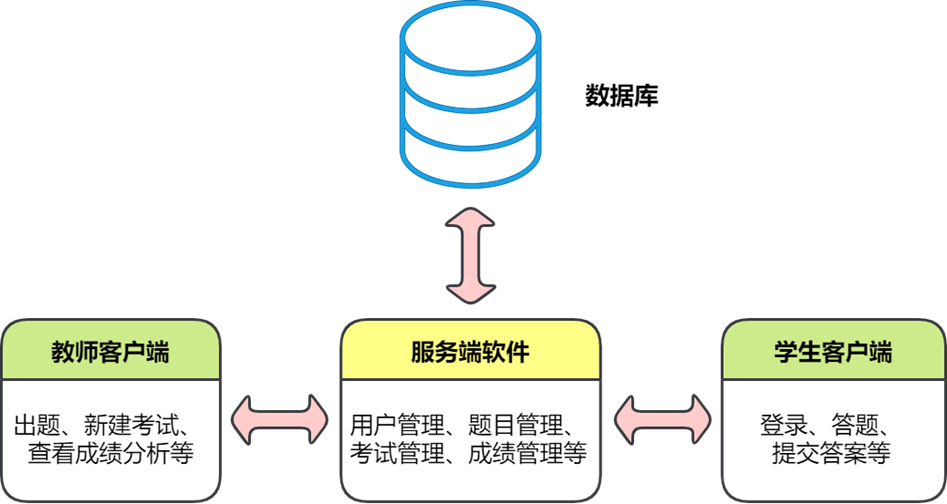 数据库
教师客户端
出题、新建考试、
查看成绩分析等
服务端软件
用户管理、题目管理、
考试管理、成绩管理等
学生客户端
登录、答题、
提交答案等